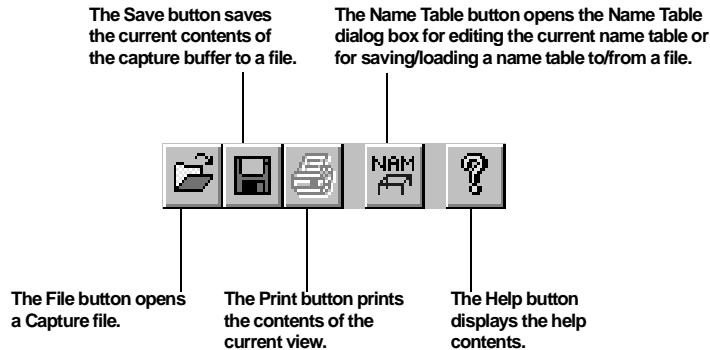 The Save button saves
the current contents of
the capture buffer to a file.
The Name Table button opens the Name Table
dialog box for editing the current name table or
for saving/loading a name table to/from a file.
NAM
The File button opens
a Capture file.
The Print button prints
the contents of the
current view.
The Help button
displays the help
contents.